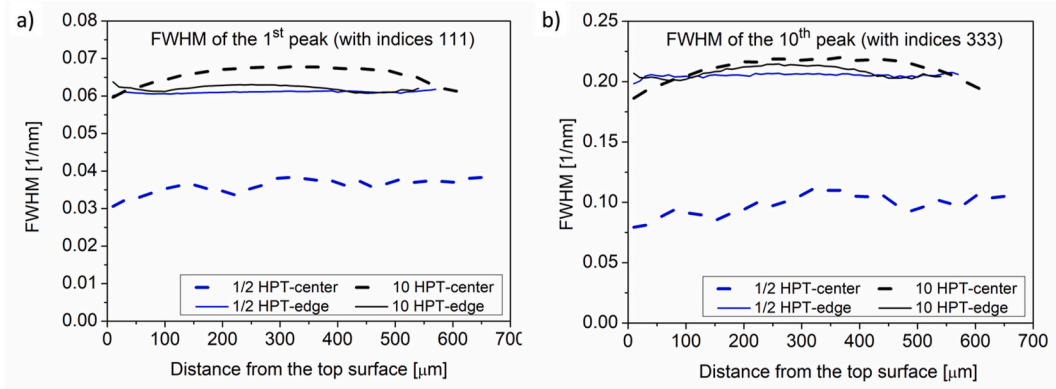 a)
FWHM of the 1st peak (with indices 111)
0.08
0.07
0.06
0.05
0.04
0.03
0.02
0.01
0.00
FWHM [1/nm]
1/2 HPT-center
10 HPT-center
1/2 HPT-edge
10 HPT-edge
0 100 200 300 400 500 600 700
Distance from the top surface [μm]
b)
FWHM of the 10th peak (with indices 333)
0.25
0.20
0.15
0.10
0.25
0.00
FWHM [1/nm]
1/2 HPT-center
10 HPT-center
1/2 HPT-edge
10 HPT-edge
0 100 200 300 400 500 600 700
Distance from the top surface [μm]